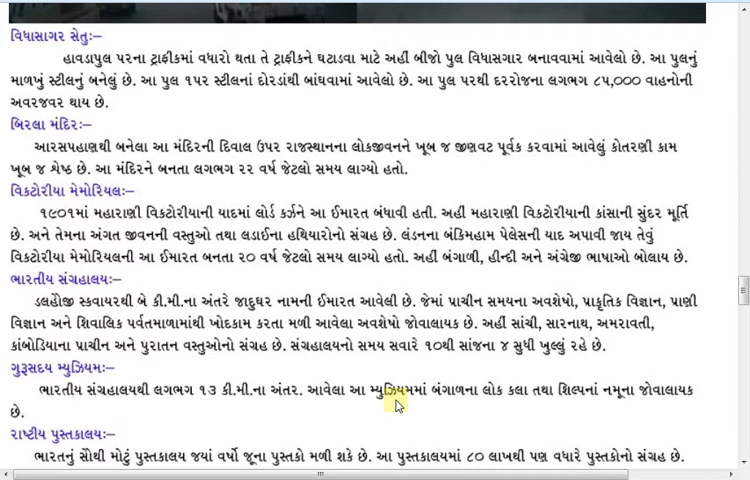 વિધાસાગર સેતુઃ–
હાવડાપુલ પરના ટ્રાફીકમાં વધારો થતા તે ટ્રાફીકને ઘટાડવા માટે અહીં બીજો પુલ વિધાસાગર બનાવવામાં આવેલો છે. આ પુલનું
માળખું સ્ટીલનું બનેલું છે. આ પુલ ૧૫૨ સ્ટીલનાં દોરડાંથી બાંધવામાં આવેલો છે. આ પુલ પરથી દરરોજના લગભગ ૮૫,૦૦૦ વાહનોની
અવરજવર થાય છે.
બિરલા મંદિરઃ–
આરસપહાણથી બનેલા આ મંદિરની દિવાલ ઉપર રાજસ્થાનના લોકજીવનને ખૂબ જ જીણવટ પૂર્વક કરવામાં આવેલું કોતરણી કામ
ખૂબ જ શ્રેષ્ઠ છે. આ મંદિરને બનતા લગભગ ૨૨ વર્ષ જેટલો સમય લાગ્યો હતો.
વિકટોરીયા મેમોરિયલઃ–
૧૯૦૧માં મહારાણી વિકટોરીયાની યાદમાં લોર્ડ કર્ઝને આ ઈમારત બંધાવી હતી. અહીં મહારાણી વિકટોરીયાની કાંસાની સુંદર મૂર્તિ
છે. અને તેમના અંગત જીવનની વસ્તુઓ તથા લડાઈના હથિયારોનો સંગ્રહ છે. લંડનના બંકિમહામ પેલેસની યાદ અપાવી જાય તેવું
વિકટોરીયા મેમોરિયલની આ ઈમારત બનતા ૨૦ વર્ષ જેટલો સમય લાગ્યો હતો. અહીં બંગાળી, હીન્દી અને અંગ્રેજી ભાષાઓ બોલાય છે.
ભારતીય સંગ્રહાલયઃ–
ડલહૌજી સ્કવાયરથી બે કી.મી.ના અંતરે જાદુઘર નામની ઈમારત આવેલી છે. જેમાં પ્રાચીન સમયના અવશેષો, પ્રાકૃતિક વિજ્ઞાન, પ્રાણી
વિજ્ઞાન અને શિવાલિક પર્વતમાળામાંથી ખોદકામ કરતા મળી આવેલા અવશેષો જોવાલાયક છે. અહીં સાંચી, સારનાથ, અમરાવતી,
કાંબોડિયાના પ્રાચીન અને પુરાતન વસ્તુઓનો સંગ્રહ છે. સંગ્રહાલયનો સમય સવારે ૧૦થી સાંજના ૪ સુધી ખુલ્લું રહે છે.
ગુરૂસદય મ્યુઝિયમઃ–
ભારતીય સંગ્રહાલયથી લગભગ ૧૩ કી.મી.ના અંતર. આવેલા આ મ્યુઝિયમમાં બંગાળના લોક કલા તથા શિલ્પનાં નમૂના જોવાલાયક
છે.
રાષ્ટીય પુસ્તકાલયઃ–
ભારતનું સૌથી મોટું પુસ્તકાલય જયાં વર્ષો જૂના પુસ્તકો મળી શકે છે. આ પુસ્તકાલયમાં ૮૦ લાખથી પણ વધારે પુસ્તકોનો સંગ્રહ છે.